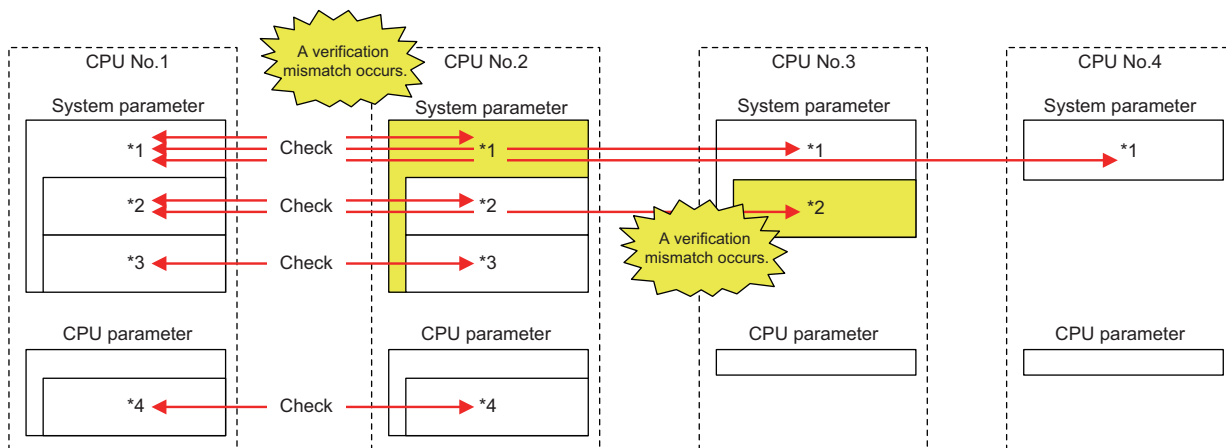 A verification
mismatch occurs.
CPU No.1
CPU No.2
CPU No.3
CPU No.4
System parameter
System parameter
System parameter
System parameter
*1
Check
*1
*1
*1
*2
Check
*2
*2
A verification
mismatch occurs.
*3
Check
*3
CPU parameter
CPU parameter
CPU parameter
CPU parameter
*4
Check
*4